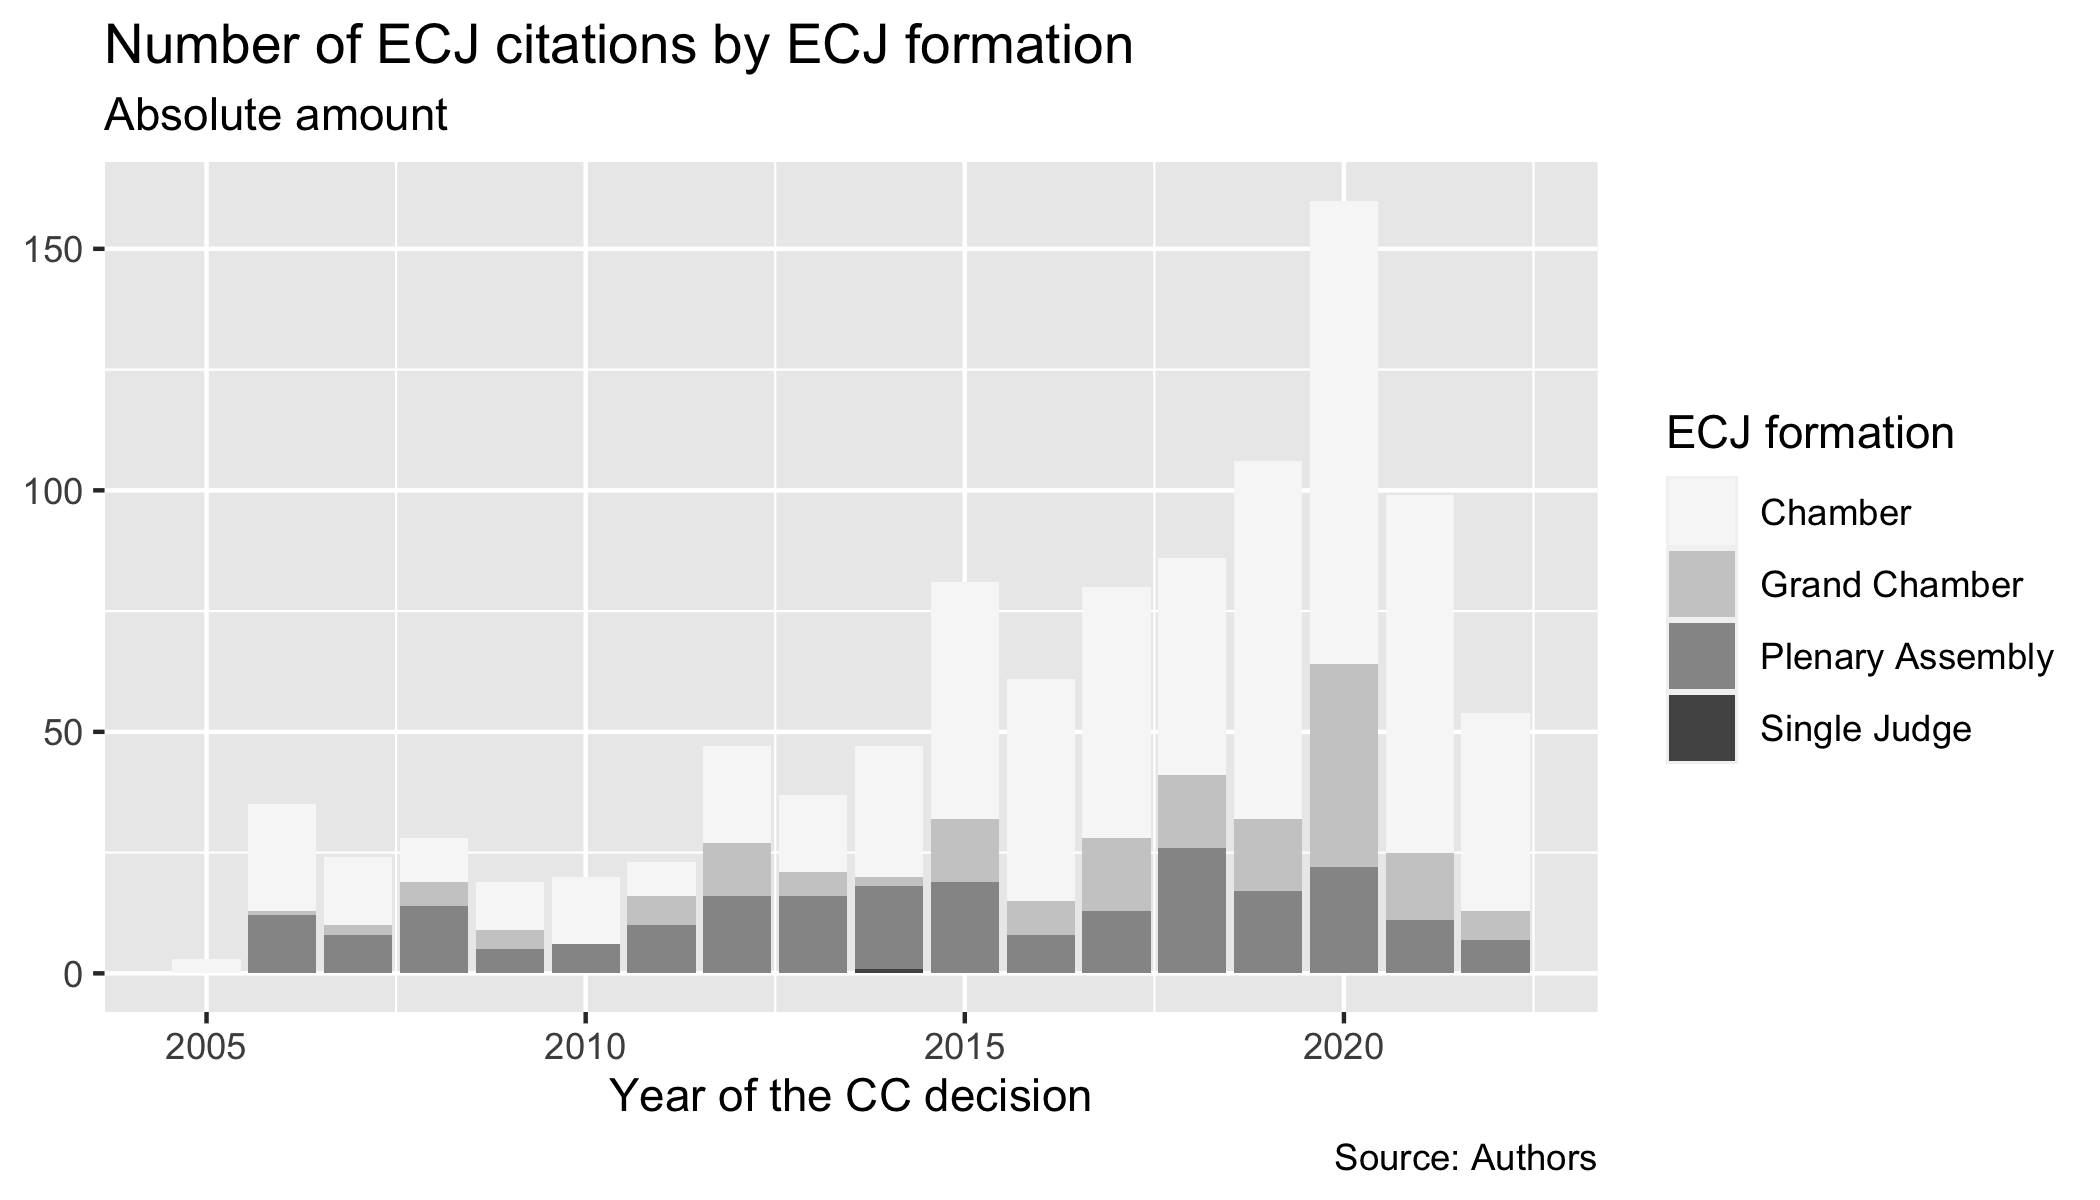 Number of ECJ citations by ECJ formation
Absolute amount
150
100
50
0
2005 2010 2015 2020
Year of the CC decision
ECJ formation
Chamber
Grand Chamber
Plenary Assembly
Single Judge
Source: Authors